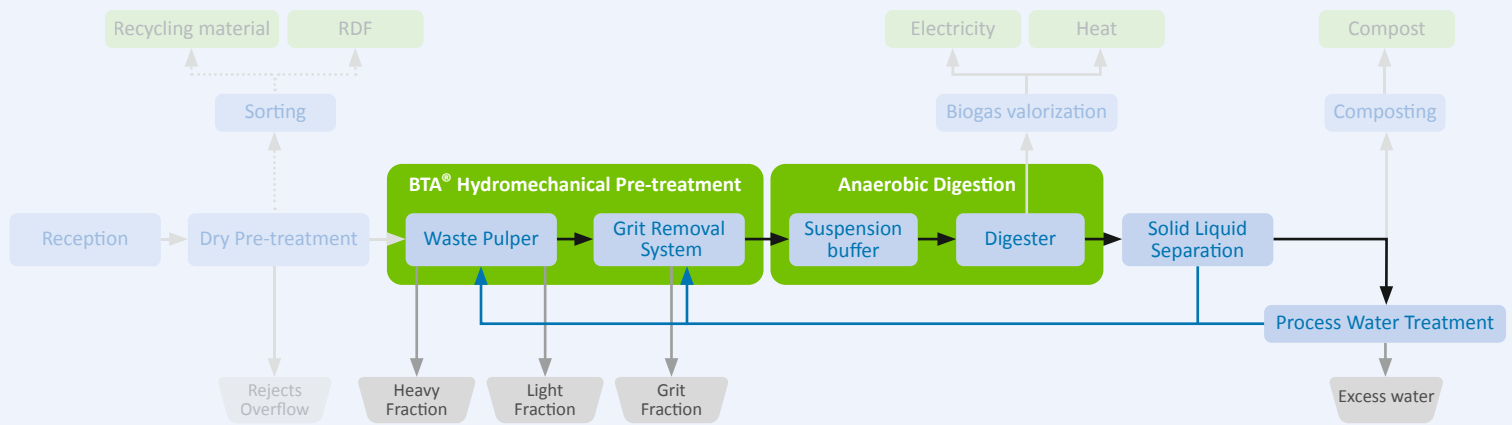 Recycling material
RDF
Electricity
Heat
Compost
Sorting
Biogas valorization
Composting
BTA® Hydromechanical Pre-treatment
Anaerobic Digestion
Reception
Dry Pre-treatment
Waste Pulper
Grit Removal
System
Suspension
buffer
Digester
Solid Liquid
Separation
Process Water Treatment
Rejects
Overflow
Heavy
Fraction
Light
Fraction
Grit
Fraction
Excess water